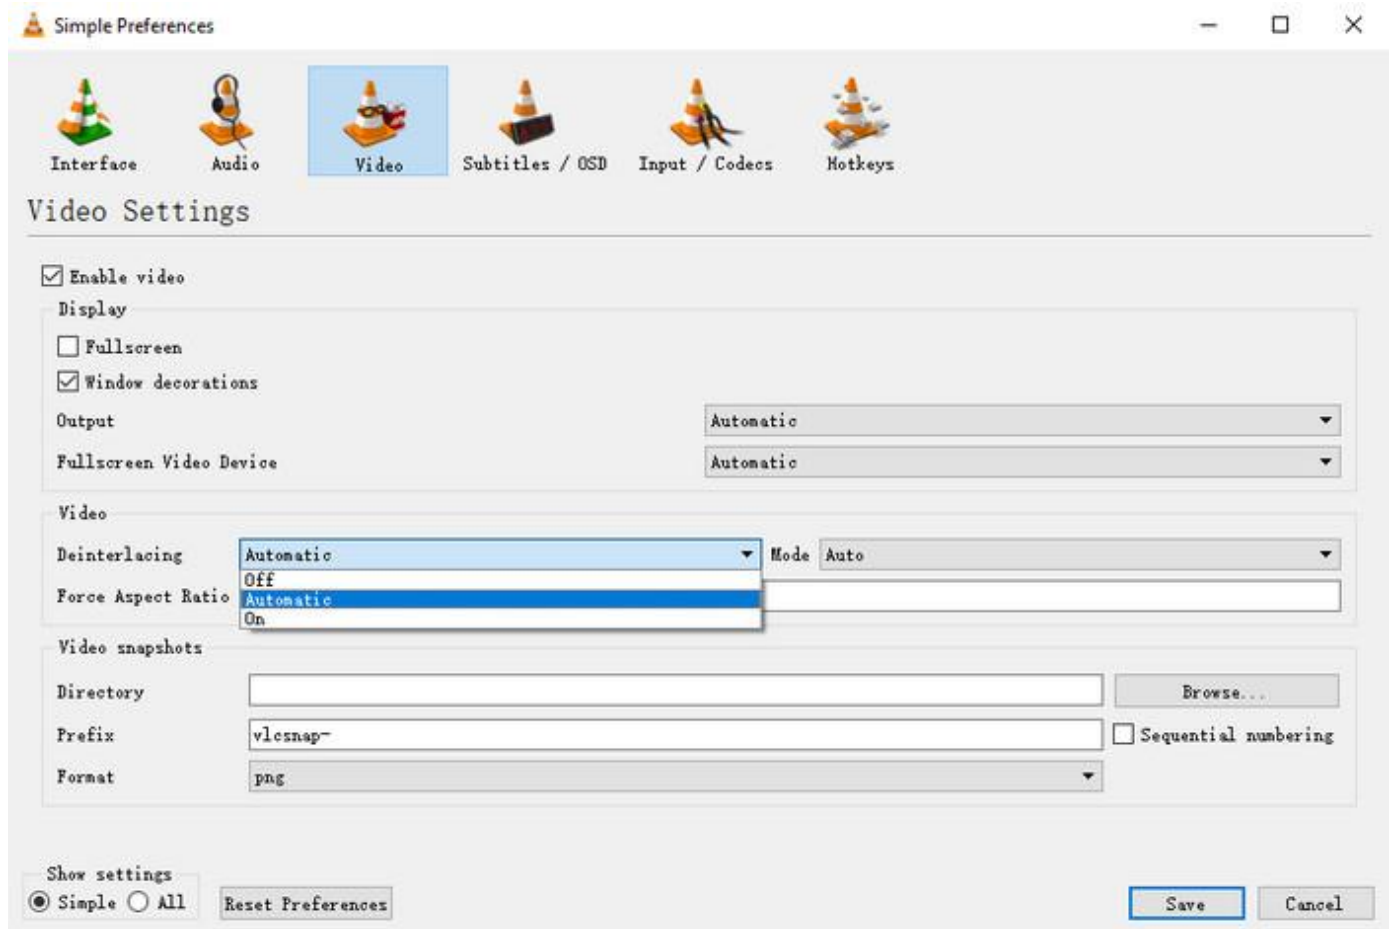 Simple Preferences
Interface Audio Video Subtitles / OSD Input / Codecs Hotkeys
Video Settings
Enable video
Display
Fullscreen
Window decorations
Output Automatic
Fullscreen Video Device Automatic
Video
Deinterlacing Automatic Mode Auto
Off
Force Aspect Ratio Automatic
On
Video snapshots
Directory Browse...
Prefix vlcsnap- Sequential numbering
Format png
Show settings
Simple All Reset Preferences Save Cancel